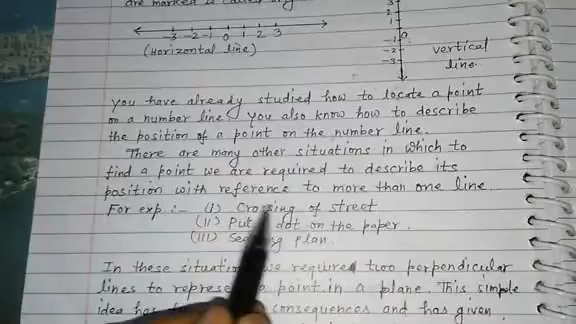 are marked is called
-3 -2 -1 0 1 2 3
(Horizontal line)
3
2
1
0
-1
-2
-3
vertical
line.
you have already studied how to locate a point
on a number line. you also know how to describe
the position of a point on the number line.
There are many other situations in which to
find a point we are required to describe its
position with reference to more than one line.
For exp :- (i) Crossing of street
(ii) Put dot on the paper.
(iii) Plan.
In these we require two perpendicular
lines to point in a plane. This simple
idea has consequences and has given